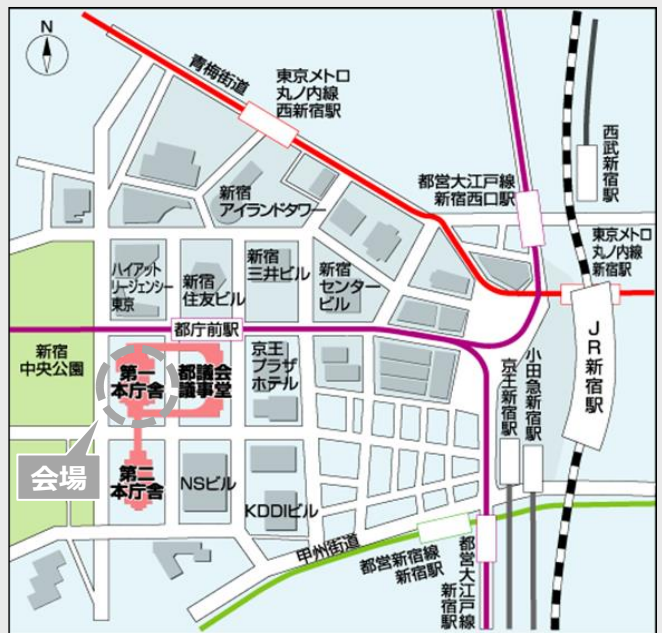 N
青梅街道
東京メトロ
丸ノ内線
西新宿駅
西武新宿駅
都営大江戸線
新宿西口駅
新宿
アイランドタワー
東京メトロ
丸ノ内線
新宿駅
ハイアット
リージェンシー
東京
新宿
住友ビル
新宿
三井ビル
新宿
センター
ビル
都庁前駅
JR新宿駅
新宿
中央公園
第一
本庁舎
都議会
議事堂
京王
プラザ
ホテル
小田急新宿駅
京王新宿駅
会場
第二
本庁舎
NSビル
KDDIビル
甲州街道
都営新宿線
新宿駅
都営大江戸線
新宿駅